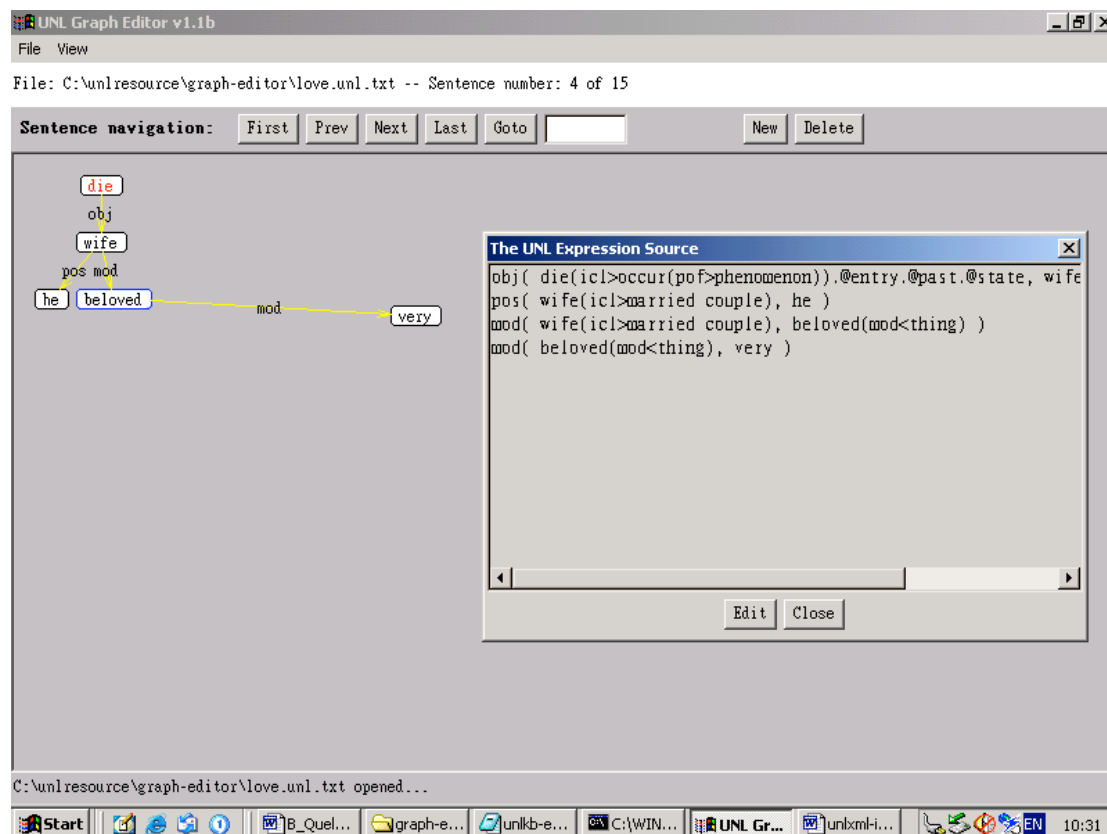 UNL Graph Editor v1.1b
File View
File: C:\unlresource\graph-editor\love.unl.txt -- Sentence number: 4 of 15
Sentence navigation: First Prev Next Last Goto New Delete
die
obj
wife
pos mod
he beloved mod very
The UNL Expression Source
obj( die(icl>occur(pof>phenomenon)).@entry.@past.@state, wife
pos( wife(icl>married couple), he )
mod( wife(icl>married couple), beloved(mod<thing) )
mod( beloved(mod<thing), very )
Edit Close
C:\unlresource\graph-editor\love.unl.txt opened...
Start B_Quel... graph-e... unlkb-e... C:\WIN... UNL Gr... unlxml-i... EN 10:31